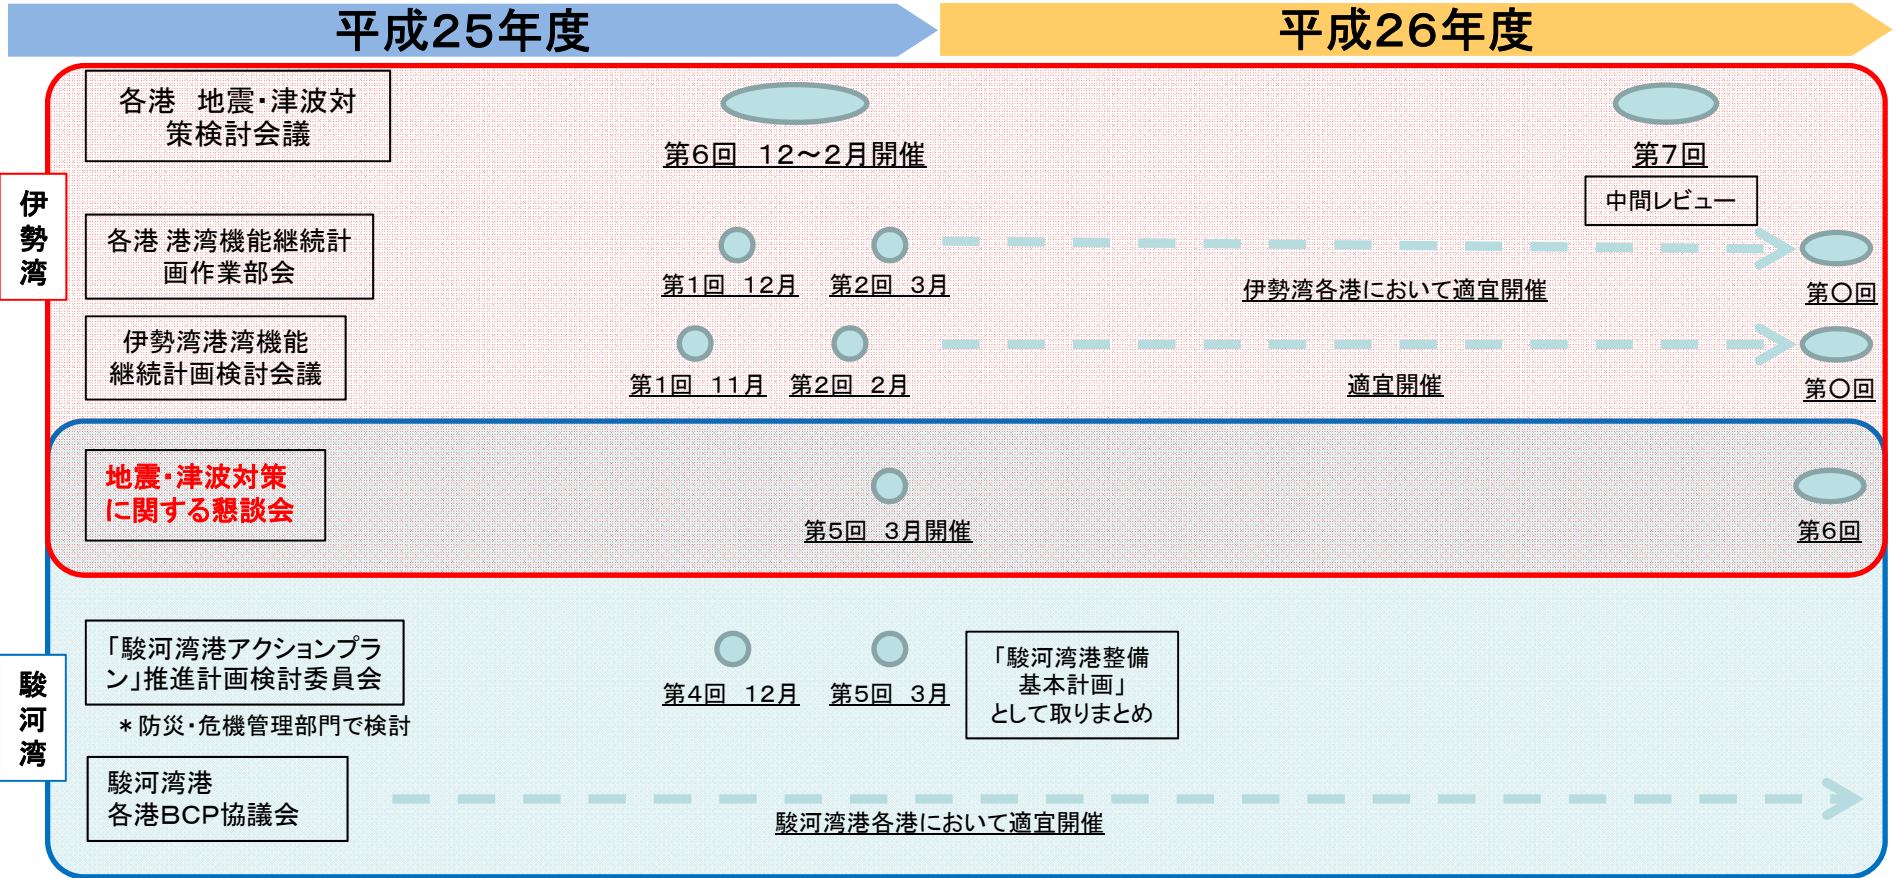 平成25年度
平成26年度
伊勢湾
各港　地震・津波対
策検討会議
第6回　12～2月開催
第7回
中間レビュー
各港 港湾機能継続計
画作業部会
第1回　12月
第2回　3月
伊勢湾各港において適宜開催
第○回
伊勢湾港湾機能
継続計画検討会議
第1回　11月
第2回　2月
適宜開催
第○回
地震・津波対策
に関する懇談会
第5回　3月開催
第6回
駿河湾
「駿河湾港アクションプラ
ン」推進計画検討委員会
＊防災・危機管理部門で検討
第4回　12月
第5回　3月
「駿河湾港整備
基本計画」
として取りまとめ
駿河湾港
各港BCP協議会
駿河湾港各港において適宜開催